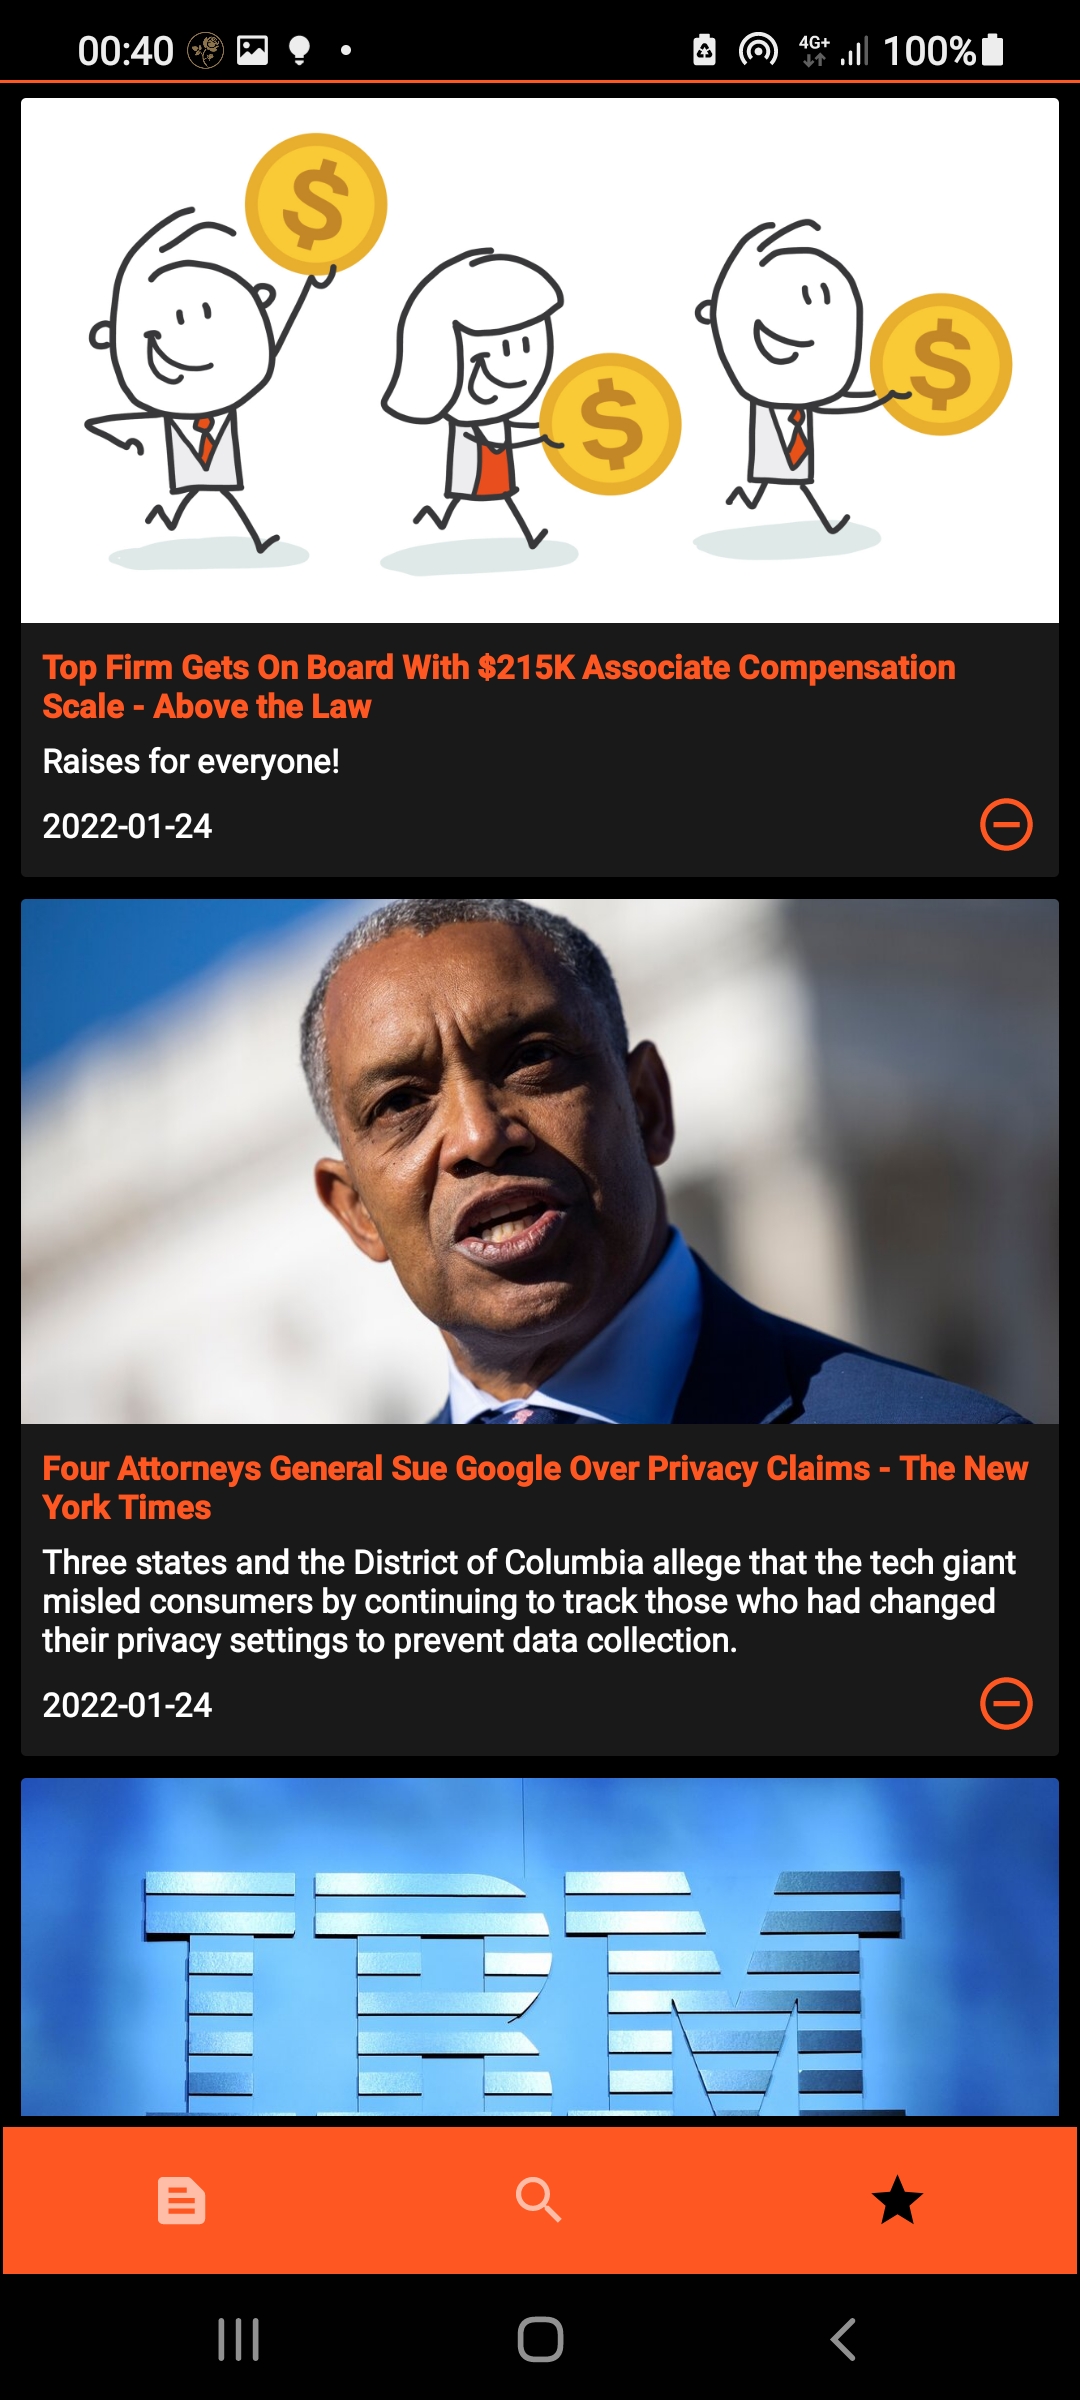 00:40
4G+
100%
$
$
$
Top Firm Gets On Board With $215K Associate Compensation
Scale - Above the Law
Raises for everyone!
2022-01-24
Four Attorneys General Sue Google Over Privacy Claims - The New
York Times
Three states and the District of Columbia allege that the tech giant
misled consumers by continuing to track those who had changed
their privacy settings to prevent data collection.
2022-01-24
IBM